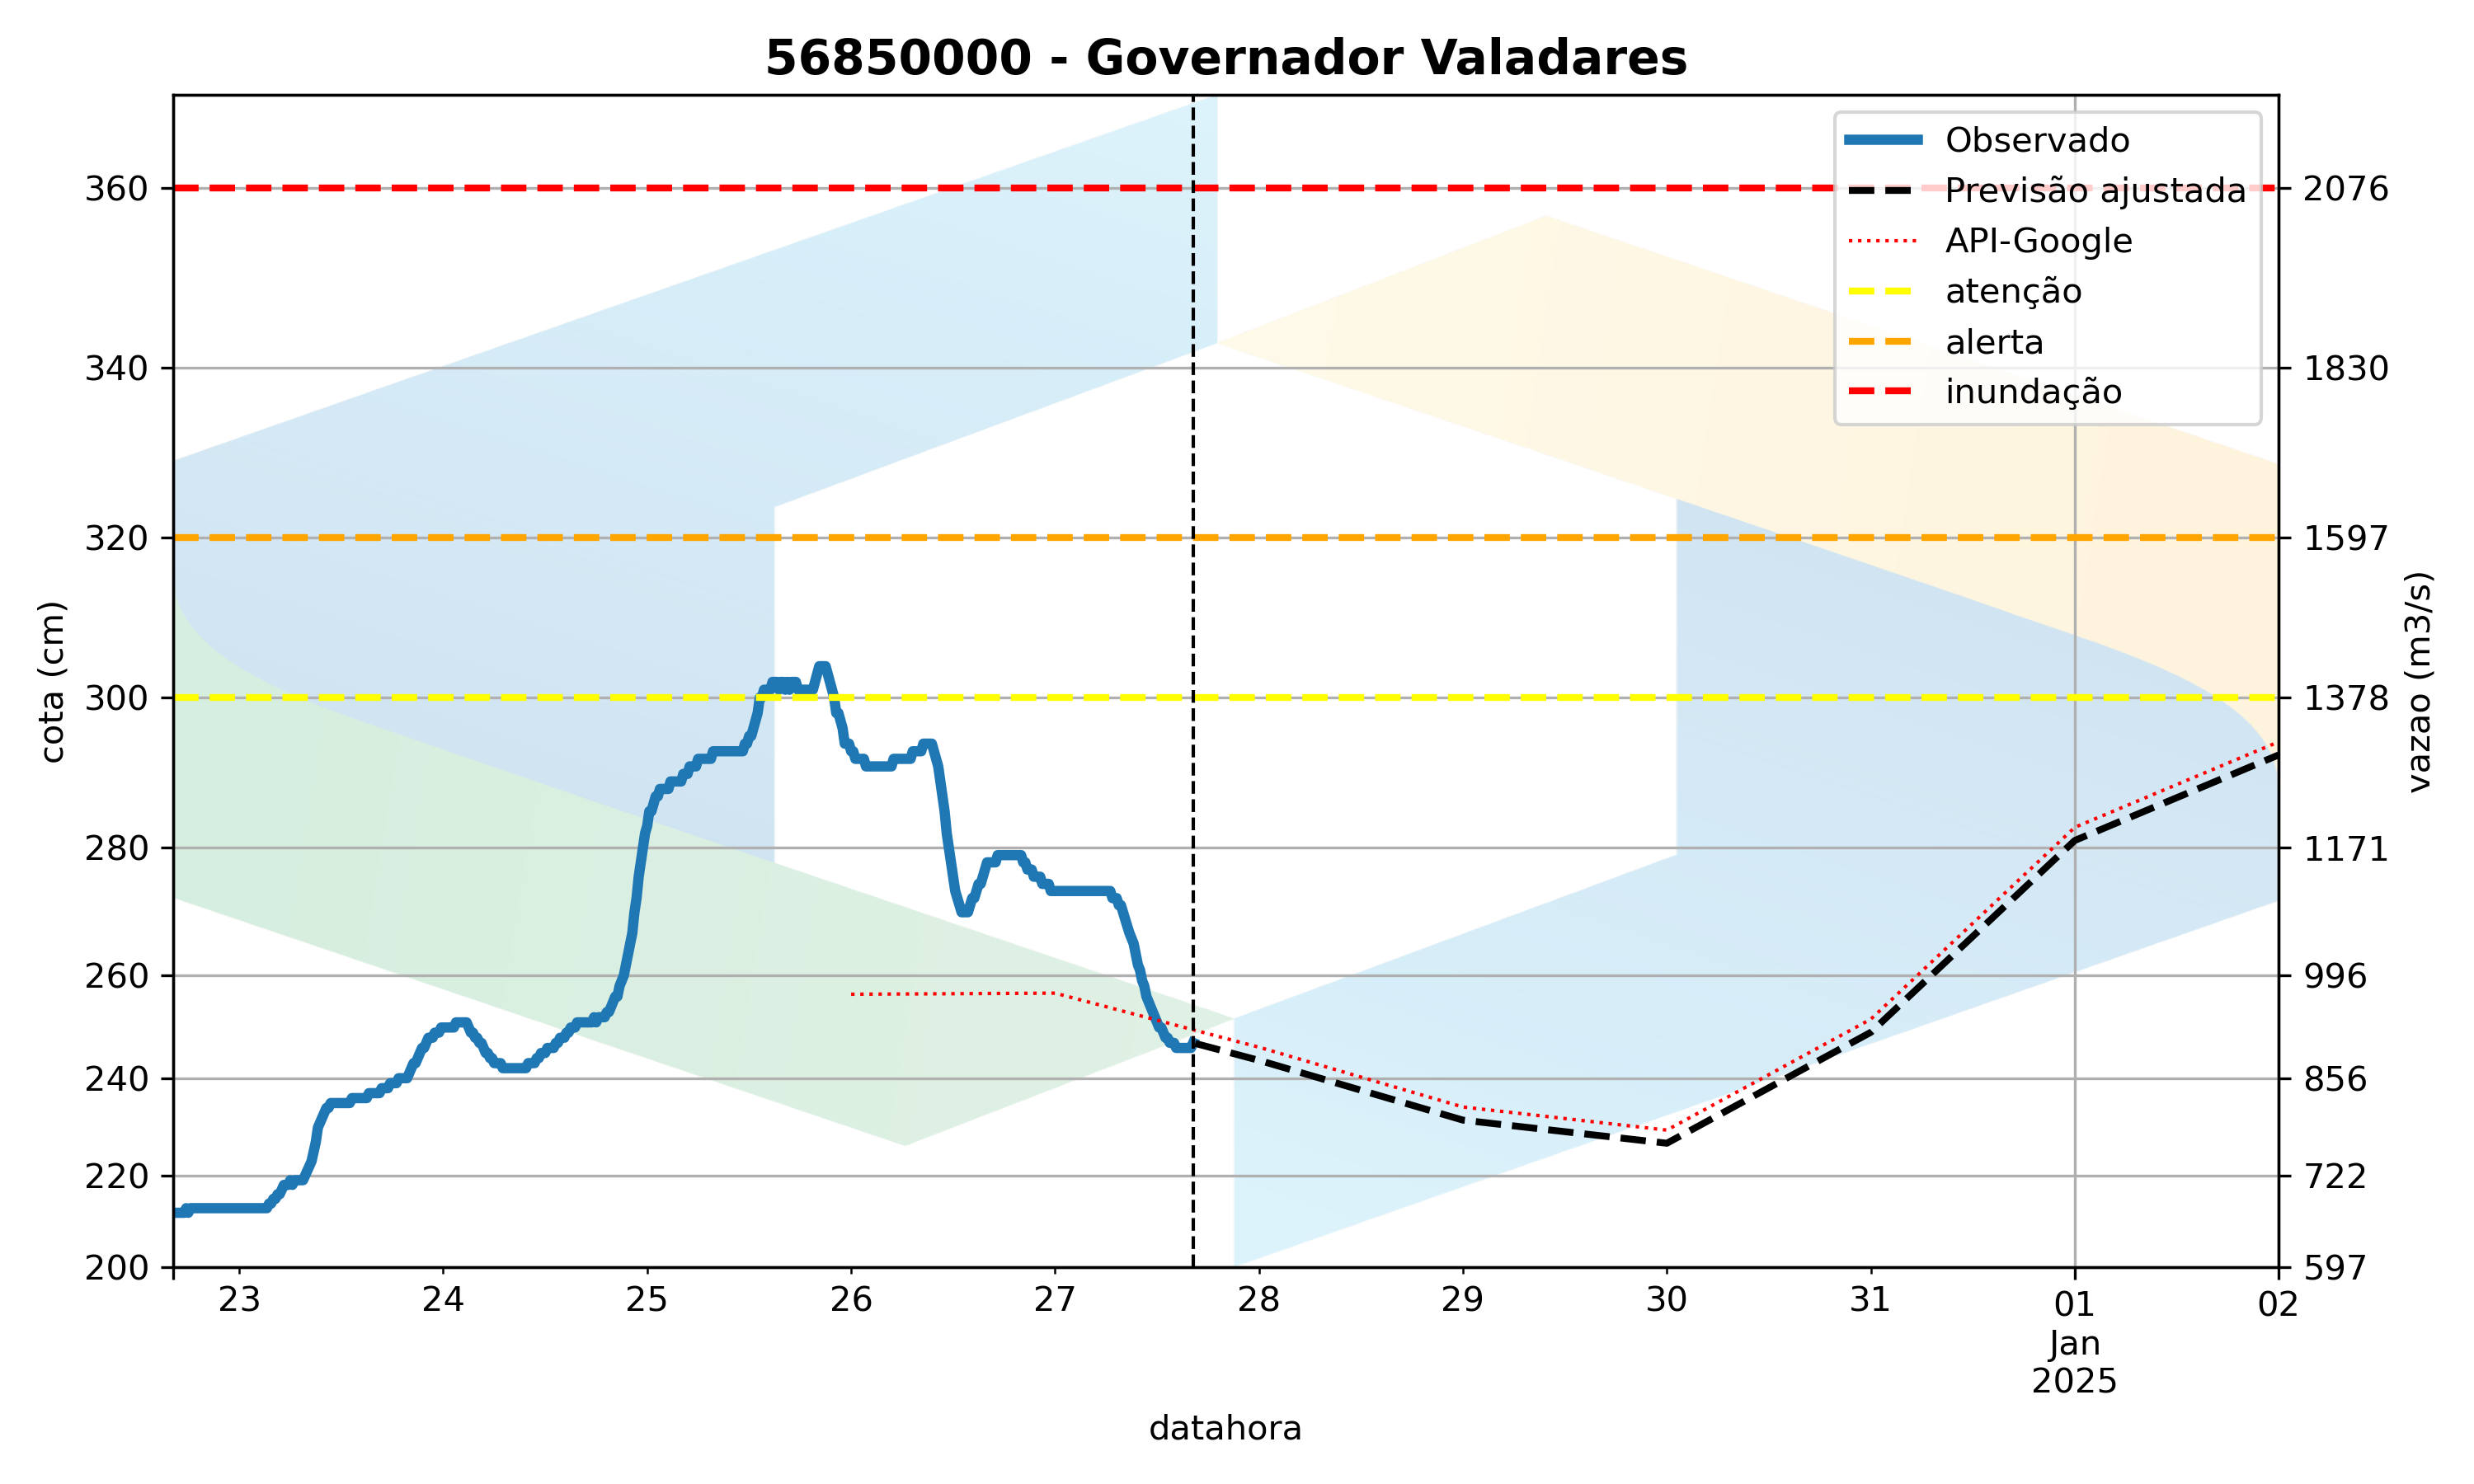 56850000 - Governador Valadares
Observado
Previsão ajustada
API-Google
atenção
alerta
inundação
360
340
320
300
280
260
240
220
200
cota (cm)
2076
1830
1597
1378
1171
996
856
722
597
vazao (m3/s)
23 24 25 26 27 28 29 30 31 01 02
Jan
2025
datahora